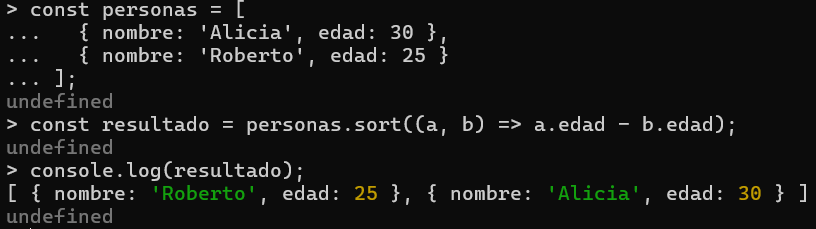 > const personas = [
...   { nombre: 'Alicia', edad: 30 },
...   { nombre: 'Roberto', edad: 25 }
... ];
undefined
> const resultado = personas.sort((a, b) => a.edad - b.edad);
undefined
> console.log(resultado);
[ { nombre: 'Roberto', edad: 25 }, { nombre: 'Alicia', edad: 30 } ]
undefined